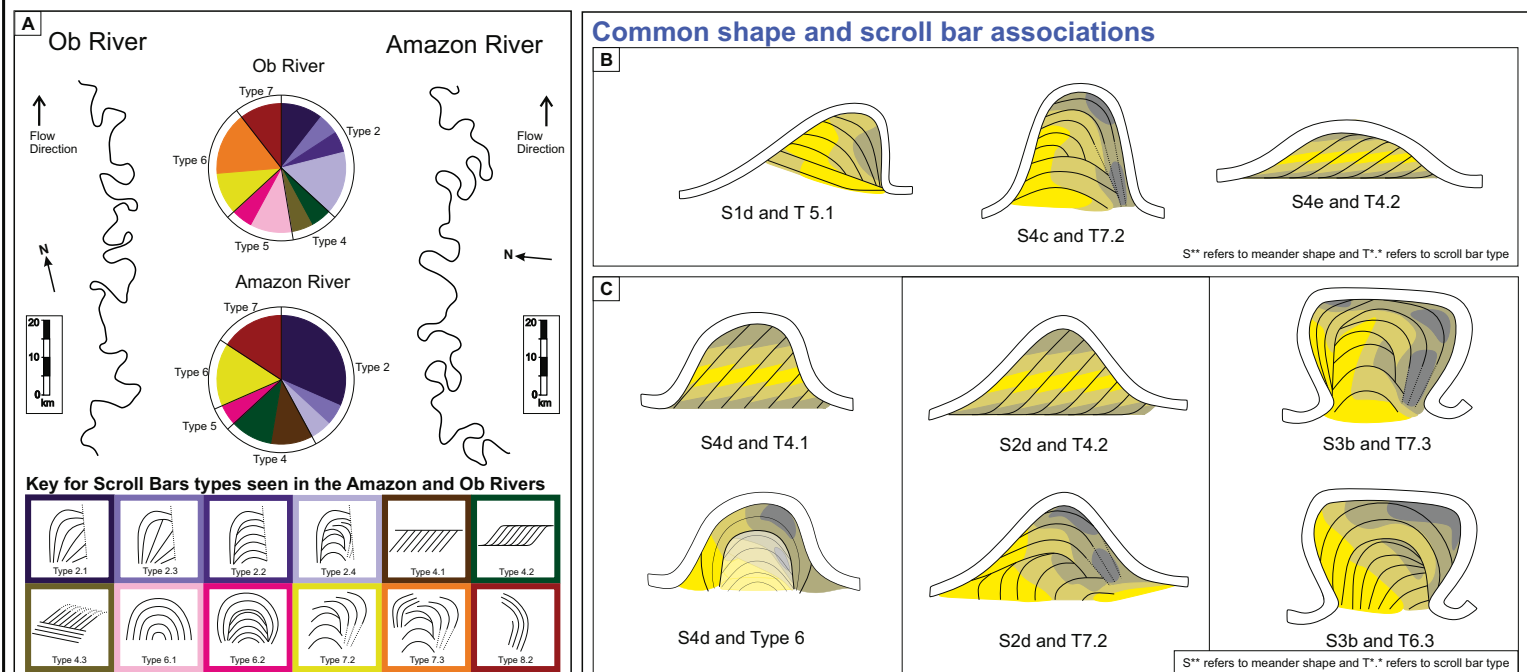 A
Ob River
Amazon River
Flow
Direction
Flow
Direction
N
N
20
10
0
km
20
10
0
km
Ob River
Type 7
Type 2
Type 6
Type 5
Type 4
Amazon River
Type 7
Type 2
Type 6
Type 5
Type 4
Key for Scroll Bars types seen in the Amazon and Ob Rivers
Type 2.1
Type 2.3
Type 2.2
Type 2.4
Type 4.1
Type 4.2
Type 4.3
Type 6.1
Type 6.2
Type 7.2
Type 7.3
Type 8.2
Common shape and scroll bar associations
B
S1d and T 5.1
S4c and T7.2
S4e and T4.2
S** refers to meander shape and T*.* refers to scroll bar type
C
S4d and T4.1
S2d and T4.2
S3b and T7.3
S4d and Type 6
S2d and T7.2
S3b and T6.3
S** refers to meander shape and T*.* refers to scroll bar type